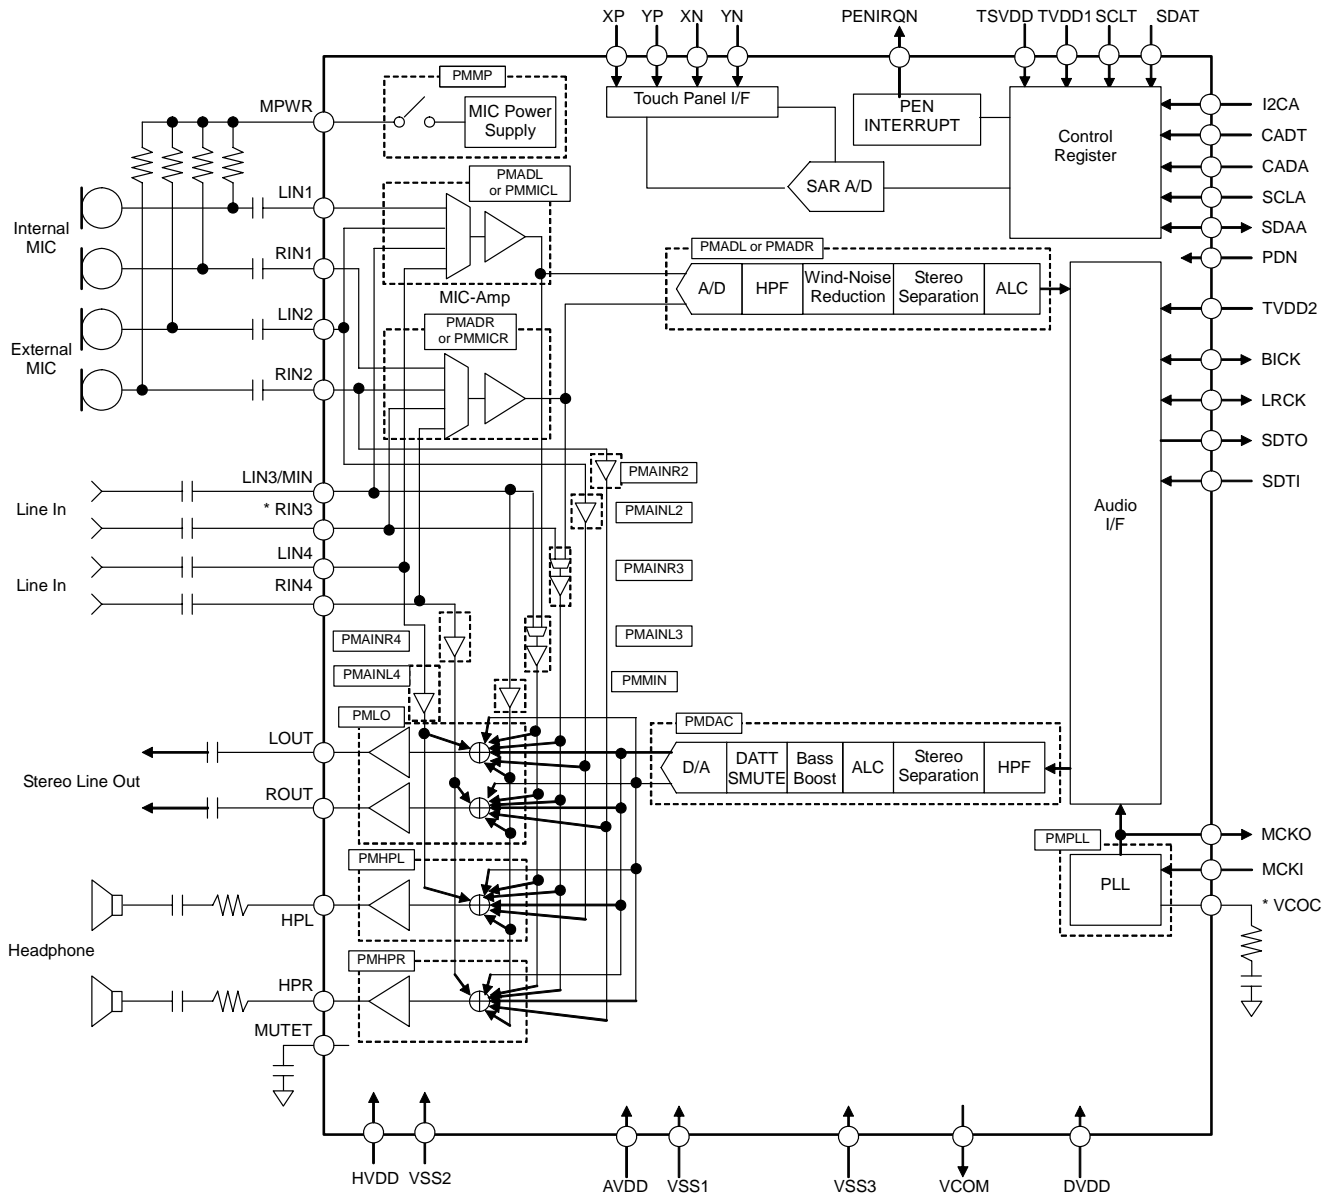 XP YP XN YN PENIRQN TSVDD TVDD1 SCLT SDAT
PMMP
MPWR
MIC Power
Supply
Touch Panel I/F
PEN
INTERRUPT
Control
Register
SAR A/D
I2CA
CADT
CADA
SCLA
SDAA
PDN
PMADL
or PMMICL
LIN1
Internal
MIC
RIN1
MIC-Amp
PMADL or PMADR
A/D
HPF
Wind-Noise
Reduction
Stereo
Separation
ALC
LIN2
External
MIC
RIN2
PMADR
or PMMICR
TVDD2
BICK
LRCK
SDTO
SDTI
Audio
I/F
LIN3/MIN
Line In
* RIN3
LIN4
Line In
RIN4
PMAINR2
PMAINL2
PMAINR3
PMAINL3
PMMIN
PMAINR4
PMAINL4
PMLO
LOUT
Stereo Line Out
ROUT
PMDAC
D/A
DATT
SMUTE
Bass
Boost
ALC
Stereo
Separation
HPF
PMPLL
PLL
MCKO
MCKI
* VCOC
PMHPL
HPL
Headphone
PMHPR
HPR
MUTET
HVDD VSS2 AVDD VSS1 VSS3 VCOM DVDD